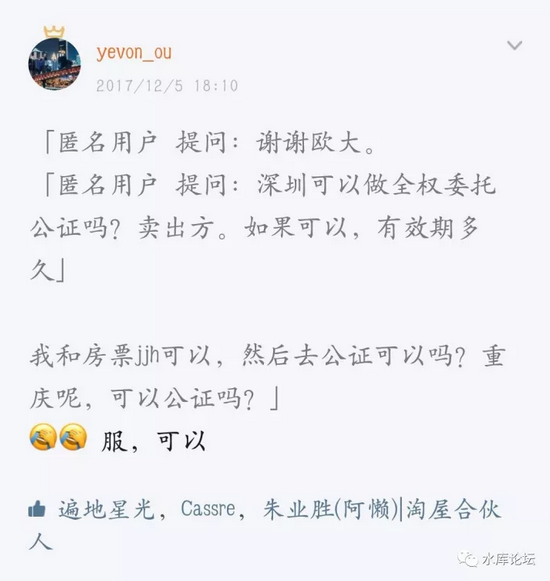 yevon_ou
2017/12/5 18:10
「匿名用户 提问：谢谢欧大。
「匿名用户 提问：深圳可以做全权委托
公证吗？卖出方。如果可以，有效期多
久」
我和房票jjh可以，然后去公证可以吗？重
庆呢，可以公证吗？」
服，可以
遍地星光，Cassre，朱业胜(阿懒)|淘屋合伙
人
水库论坛